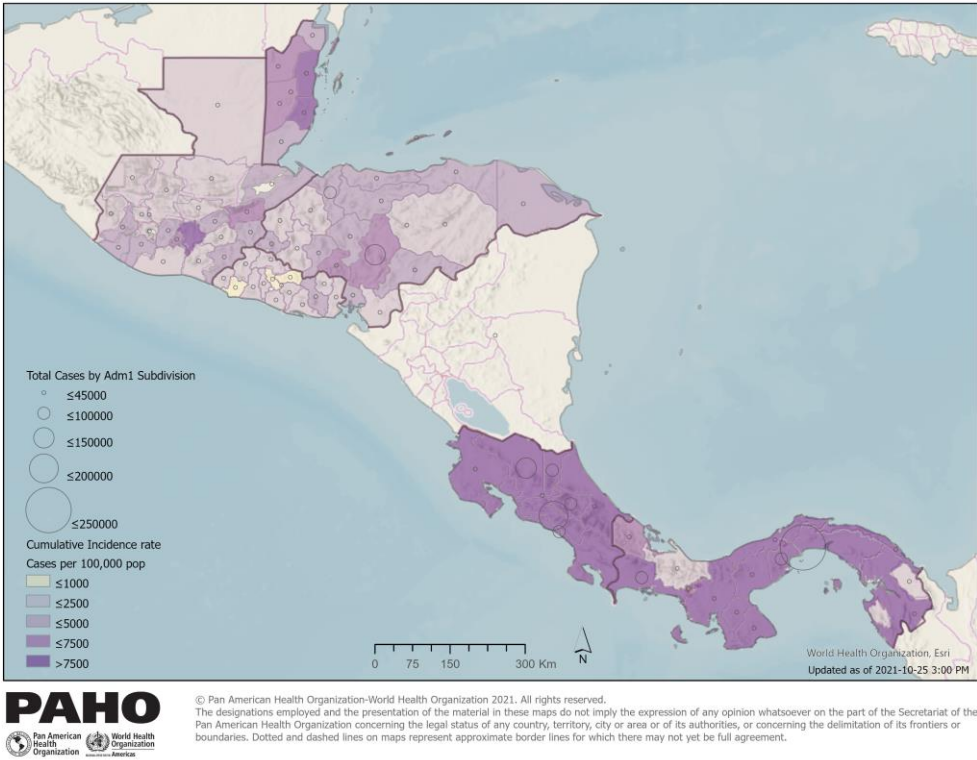 Total Cases by Adm1 Subdivision
≤45000
≤100000
≤150000
≤200000
≤250000
Cumulative Incidence rate
Cases per 100,000 pop
≤1000
≤2500
≤5000
≤7500
>7500
0 75 150 300 Km
N
World Health Organization, Esri
Updated as of 2021-10-25 3:00 PM
PAHO
Pan American
Health
Organization
World Health
Organization
Americas
© Pan American Health Organization-World Health Organization 2021. All rights reserved.
The designations employed and the presentation of the material in these maps do not imply the expression of any opinion whatsoever on the part of the Secretariat of the
Pan American Health Organization concerning the legal status of any country, territory, city or area or of its authorities, or concerning the delimitation of its frontiers or
boundaries. Dotted and dashed lines on maps represent approximate border lines for which there may not yet be full agreement.